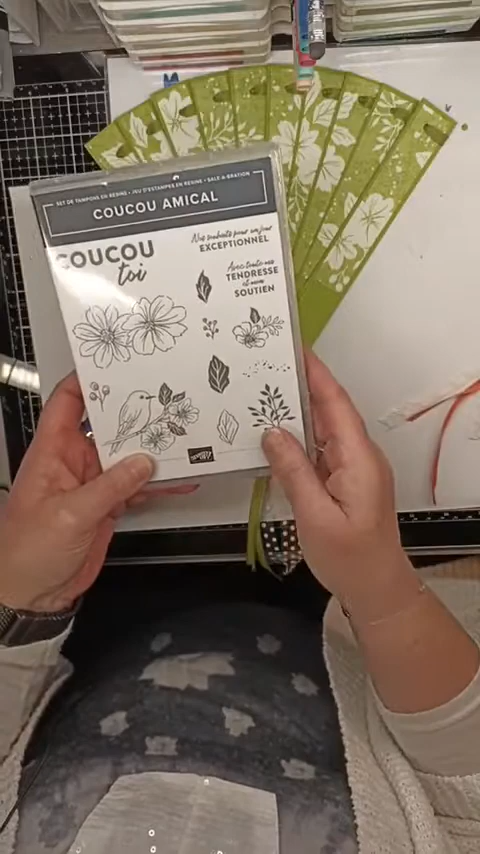 SET DE TAMPONS EN RÉSINE • JEU D'ÉTAMPES EN RÉSINE • SALE-A-BRATION
COUCOU AMICAL
COUCOU
toi
Nos souhaits pour un jour
EXCEPTIONNEL
Avec toute ma
TENDRESSE
et mon
SOUTIEN